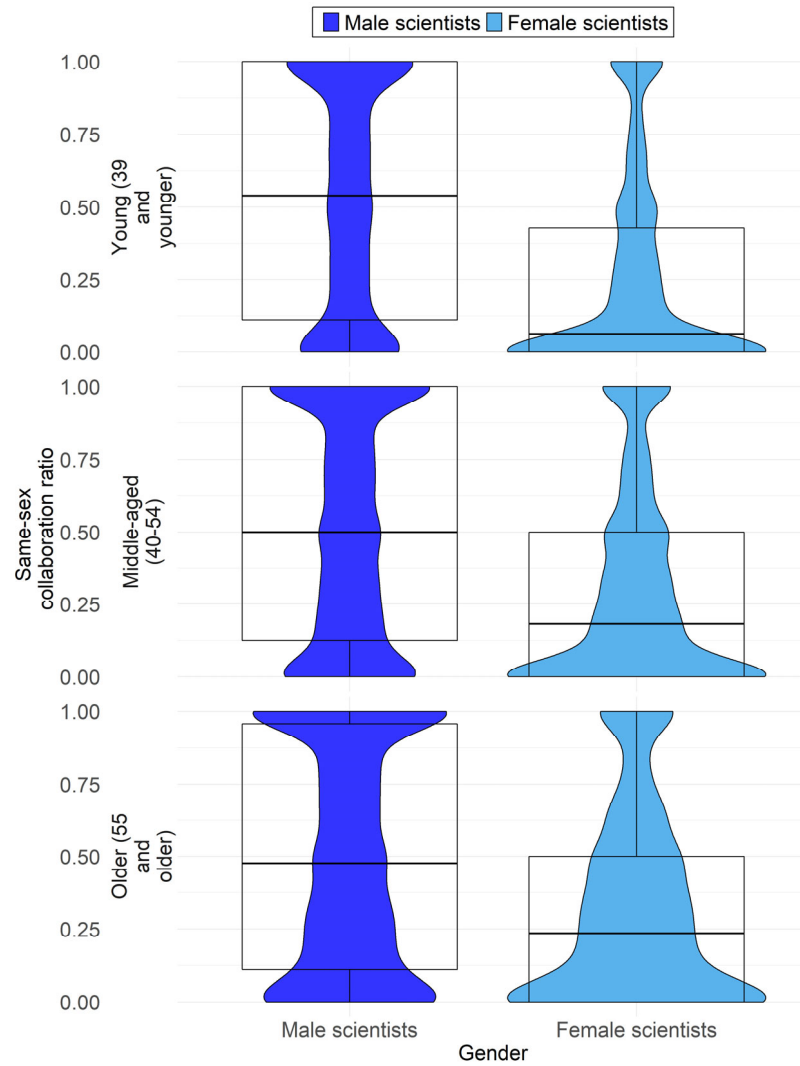 Male scientists Female scientists
1.00
0.75
0.50
0.25
0.00
Young (39
and
younger)
1.00
0.75
0.50
0.25
0.00
Same-sex
collaboration ratio
Middle-aged
(40-54)
1.00
0.75
0.50
0.25
0.00
Older (55
and
older)
Male scientists Female scientists
Gender